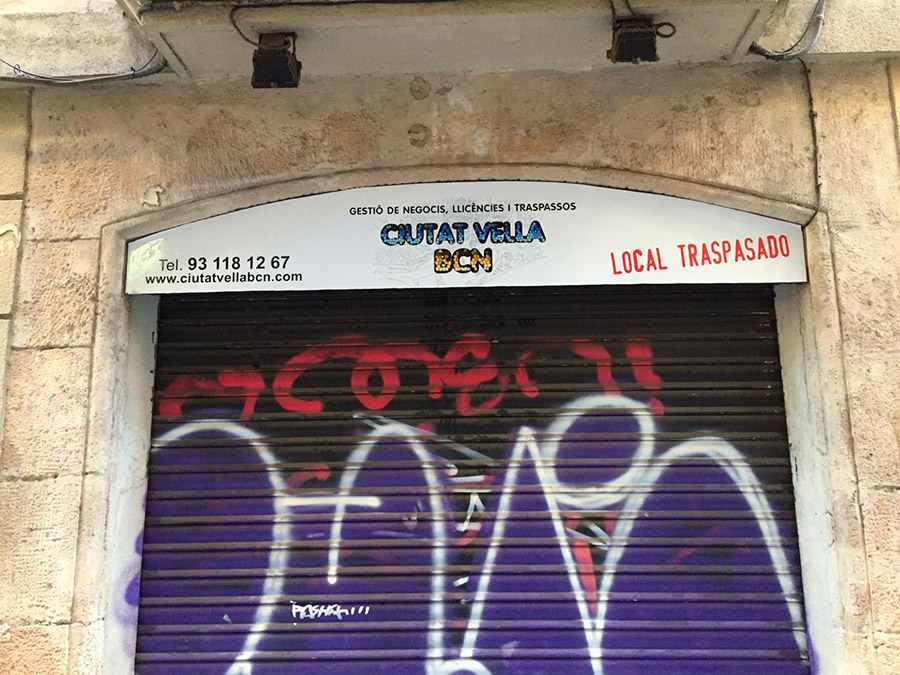 GESTIÓ DE NEGOCIS, LLICÈNCIES I TRASPASSOS
CIUTAT VELLA
BCN
Tel. 93 118 12 67
www.ciutatvellabcn.com
LOCAL TRASPASADO